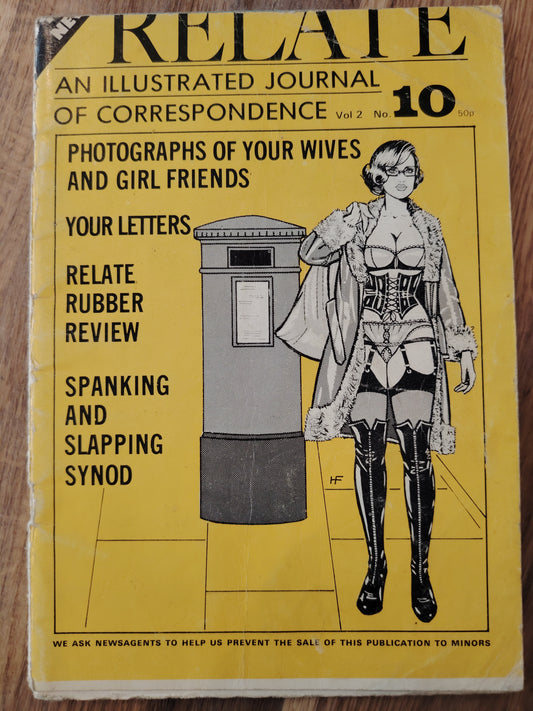 NEW
RELATE
AN ILLUSTRATED JOURNAL
OF CORRESPONDENCE Vol 2 No. 10 50p
PHOTOGRAPHS OF YOUR WIVES
AND GIRL FRIENDS
YOUR LETTERS
RELATE
RUBBER
REVIEW
SPANKING
AND
SLAPPING
SYNOD
HF
WE ASK NEWSAGENTS TO HELP US PREVENT THE SALE OF THIS PUBLICATION TO MINORS